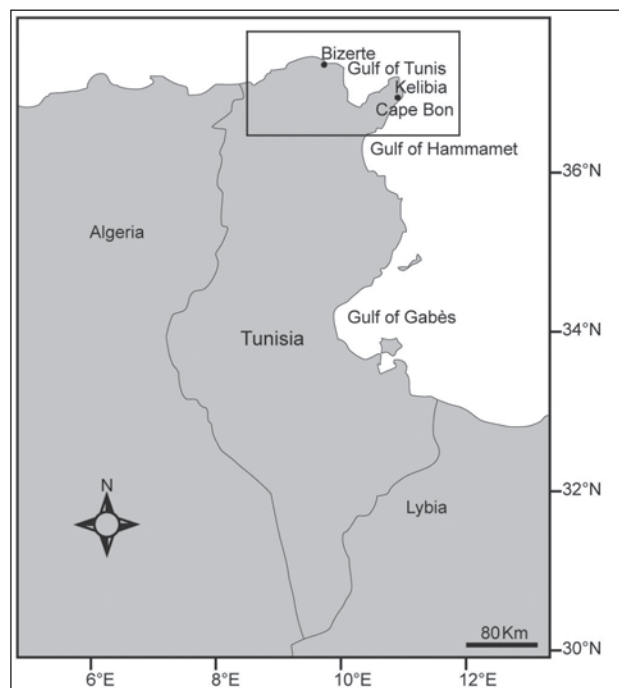 Bizerte
Gulf of Tunis
Kelibia
Cape Bon
Gulf of Hammamet
36°N
Algeria
Gulf of Gabès
34°N
Tunisia
N
32°N
Lybia
80Km
30°N
6°E
8°E
10°E
12°E